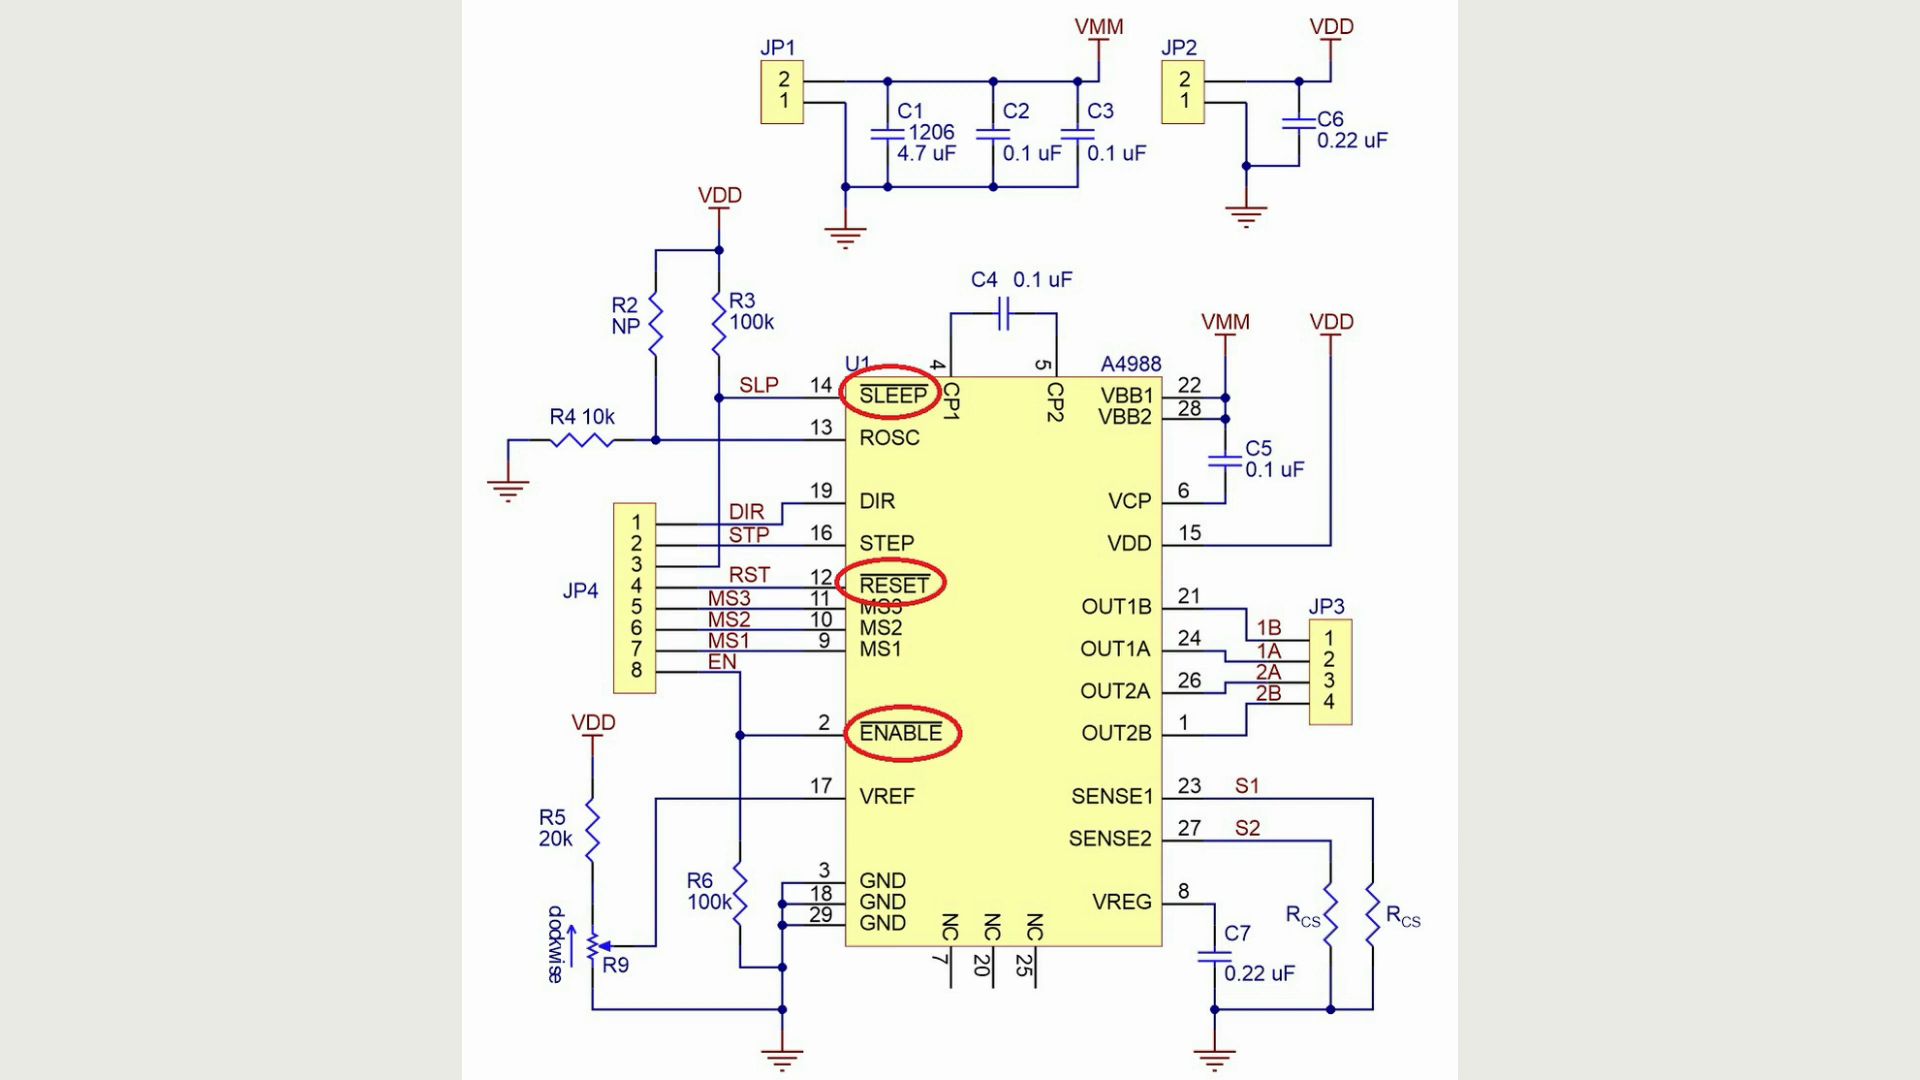 VMM
VDD
JP1
JP2
2
1
2
1
C1
1206
4.7 uF
C2
0.1 uF
C3
0.1 uF
C6
0.22 uF
VDD
C4 0.1 uF
R2
NP
R3
100k
VMM
VDD
U1
4
5
A4988
SLP
14
SLEEP
CP1
CP2
VBB1
22
VBB2
28
R4 10k
13
ROSC
C5
0.1 uF
19
DIR
VCP
6
JP4
1
2
3
4
5
6
7
8
DIR
STP
16
STEP
VDD
15
RST
12
RESET
MS3
11
MS3
MS2
10
MS2
MS1
9
MS1
EN
OUT1B
21
OUT1A
24
OUT2A
26
OUT2B
1
JP3
1B
1
1A
2
2A
3
2B
4
VDD
2
ENABLE
17
VREF
SENSE1
23
S1
SENSE2
27
S2
R5
20k
R6
100k
3
GND
18
GND
29
GND
VREG
8
RCS
RCS
clockwise
R9
NC
NC
NC
7
20
25
C7
0.22 uF